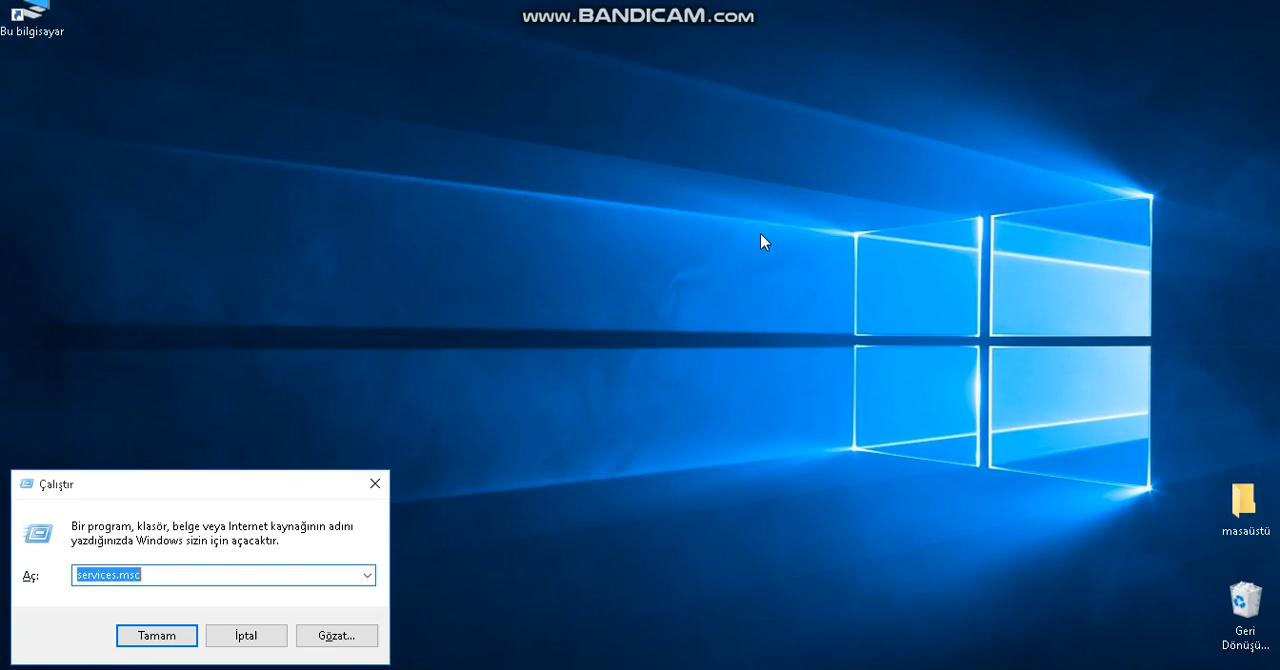 Bu bilgisayar
www.BANDICAM.com
Çalıştır
Bir program, klasör, belge veya Internet kaynağının adını
yazdığınızda Windows sizin için açacaktır.
Aç:
services.msc
Tamam
İptal
Gözat...
masaüstü
Geri
Dönüşü...